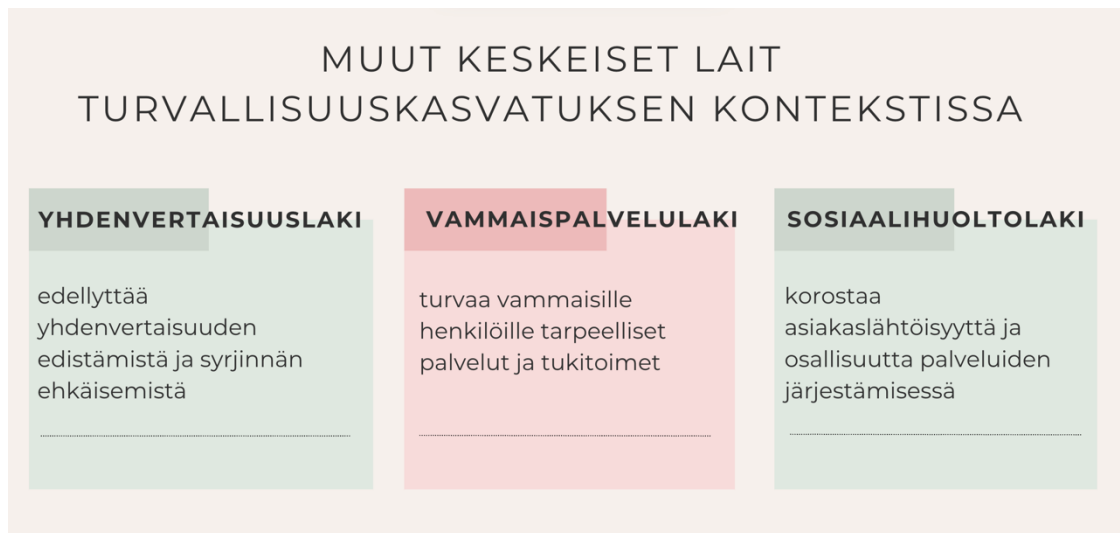 MUUT KESKEISET LAIT
TURVALLISUUSKASVATUKSEN KONTEKSTISSA
YHDENVERTAISUUSLAKI
edellyttää
yhdenvertaisuuden
edistämistä ja syrjinnän
ehkäisemistä
VAMMAISPALVELULAKI
turvaa vammaisille
henkilöille tarpeelliset
palvelut ja tukitoimet
SOSIAALIHUOLTOLAKI
korostaa
asiakaslähtöisyyttä ja
osallisuutta palveluiden
järjestämisessä